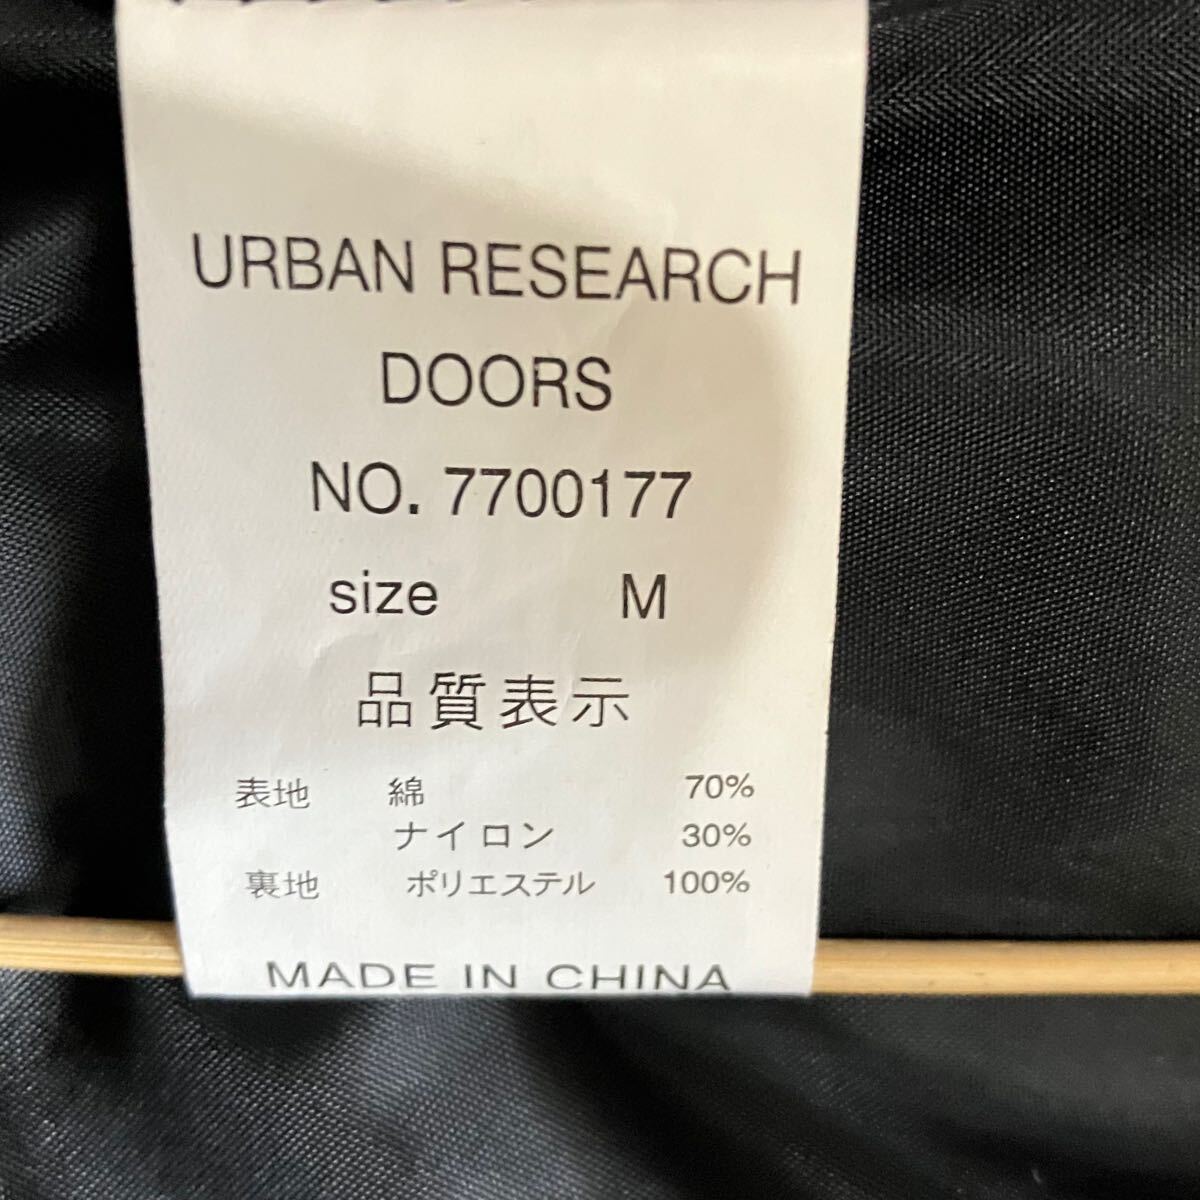 URBAN RESEARCH
DOORS
NO. 7700177
size M
品質表示
表地 綿 70%
ナイロン 30%
裏地 ポリエステル 100%
MADE IN CHINA